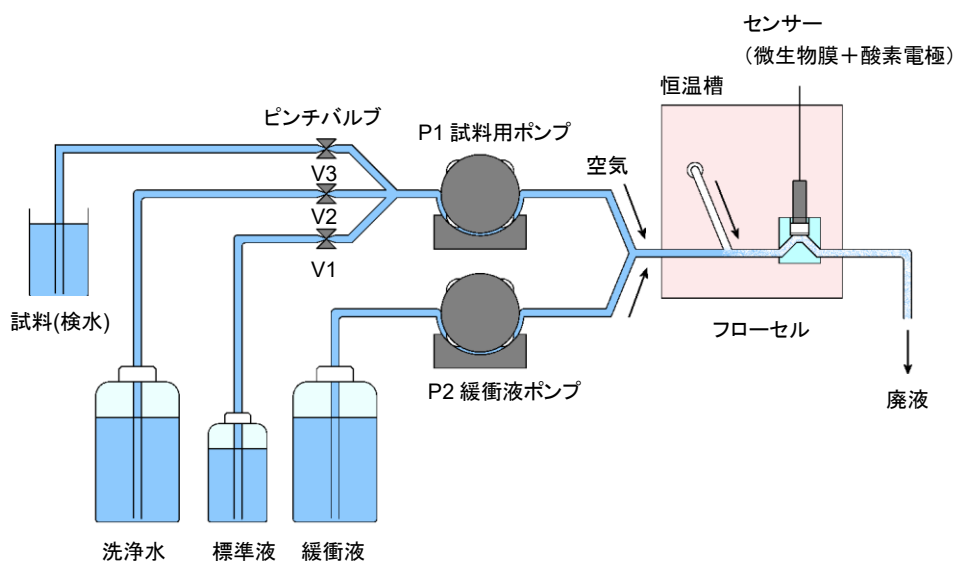 センサー
（微生物膜＋酸素電極）
恒温槽
ピンチバルブ
P1 試料用ポンプ
空気
V3
V2
V1
試料(検水)
フローセル
P2 緩衝液ポンプ
廃液
洗浄水
標準液
緩衝液